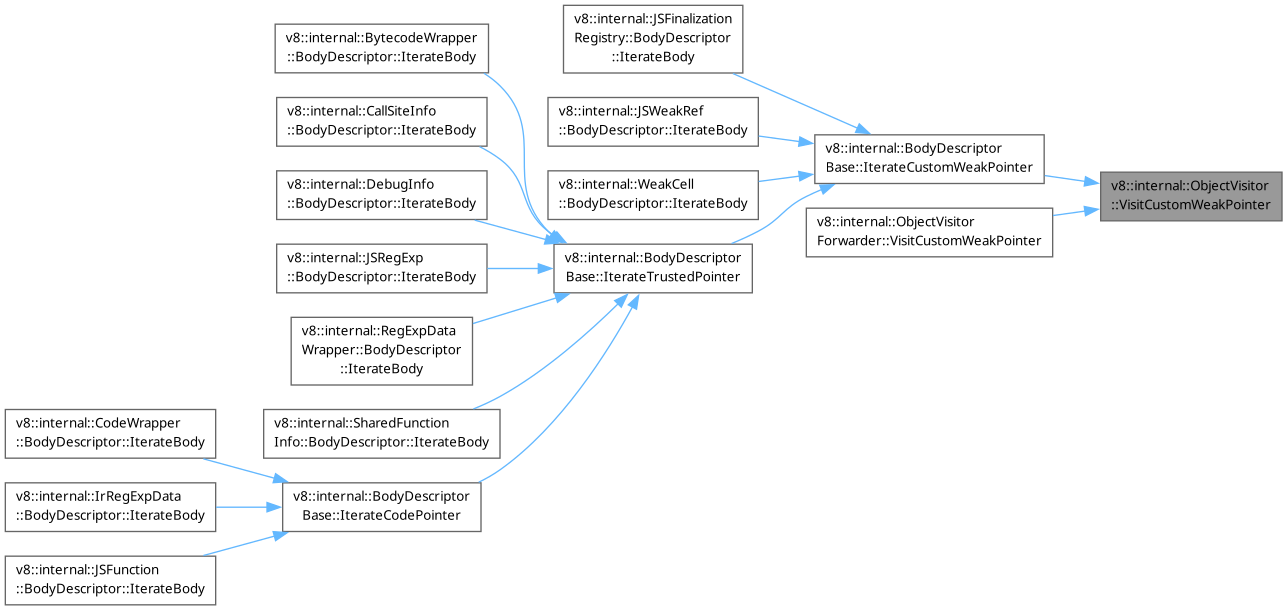 v8::internal::BytecodeWrapper
::BodyDescriptor::IterateBody
v8::internal::CallSiteInfo
::BodyDescriptor::IterateBody
v8::internal::DebugInfo
::BodyDescriptor::IterateBody
v8::internal::JSRegExp
::BodyDescriptor::IterateBody
v8::internal::RegExpData
Wrapper::BodyDescriptor
::IterateBody
v8::internal::SharedFunction
Info::BodyDescriptor::IterateBody
v8::internal::CodeWrapper
::BodyDescriptor::IterateBody
v8::internal::IrRegExpData
::BodyDescriptor::IterateBody
v8::internal::JSFunction
::BodyDescriptor::IterateBody
v8::internal::BodyDescriptor
Base::IterateCodePointer
v8::internal::JSFinalization
Registry::BodyDescriptor
::IterateBody
v8::internal::JSWeakRef
::BodyDescriptor::IterateBody
v8::internal::WeakCell
::BodyDescriptor::IterateBody
v8::internal::BodyDescriptor
Base::IterateTrustedPointer
v8::internal::BodyDescriptor
Base::IterateCustomWeakPointer
v8::internal::ObjectVisitor
Forwarder::VisitCustomWeakPointer
v8::internal::ObjectVisitor
::VisitCustomWeakPointer